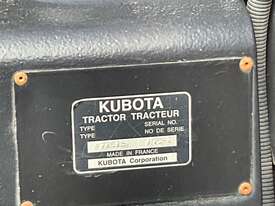 KUBOTA
TRACTOR TRACTEUR
TYPE SERIAL NO.
TYPE NO DE SERIE
MADE IN FRANCE
KUBOTA Corporation